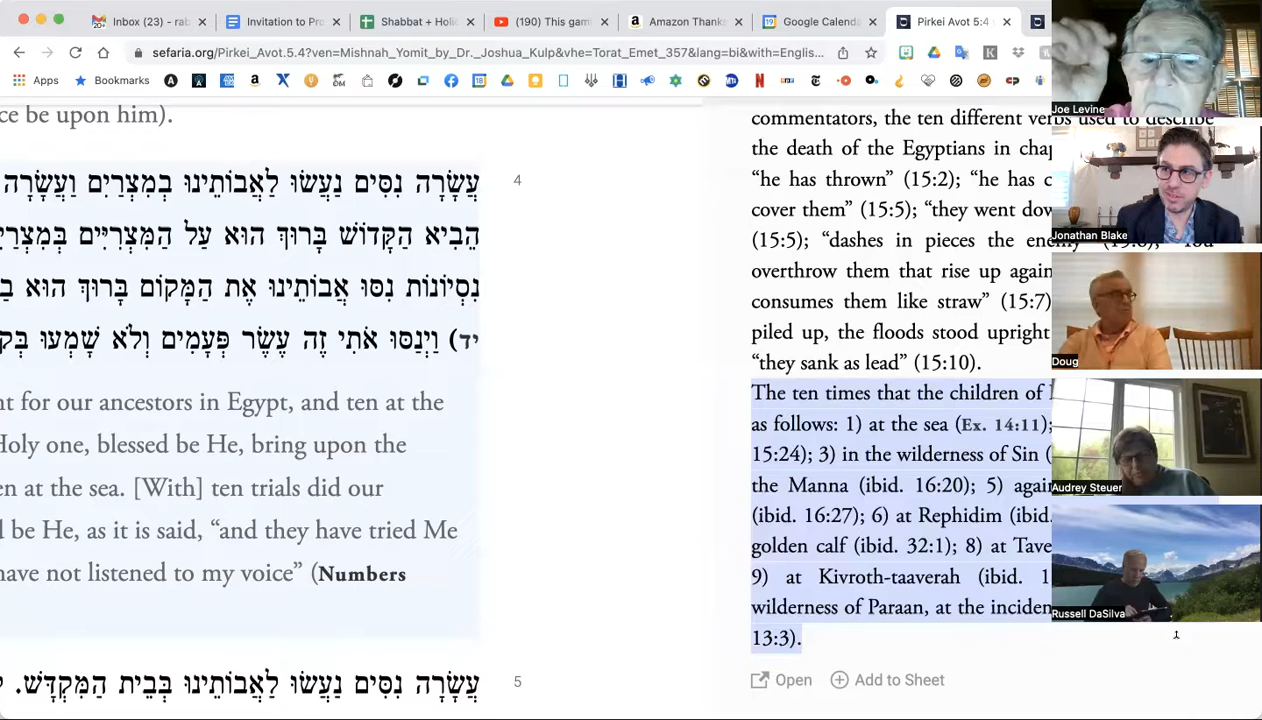 Inbox (23) - rab
Invitation to Pro
Shabbat + Holid
(190) This gami
Amazon Thanks
Google Calenda
Pirkei Avot 5:4
sefaria.org/Pirkei_Avot.5.4?ven=Mishnah_Yomit_by_Dr._Joshua_Kulp&vhe=Torat_Emet_357&lang=bi&with=Englis...
Apps
Bookmarks
ce be upon him).
4
עֲשָׂרָה נִסִּים נַעֲשׂוּ לַאֲבוֹתֵינוּ בְמִצְרַיִם וַעֲשָׂרָה
הֵבִיא הַקָּדוֹשׁ בָּרוּךְ הוּא עַל הַמִּצְרִיִּים בְּמִצְרַי
נִסְיוֹנוֹת נִסּוּ אֲבוֹתֵינוּ אֶת הַמָּקוֹם בָּרוּךְ הוּא בַ
יד) וַיְנַסּוּ אֹתִי זֶה עֶשֶׂר פְּעָמִים וְלֹא שָׁמְעוּ בְּק
nt for our ancestors in Egypt, and ten at the
Holy one, blessed be He, bring upon the
en at the sea. [With] ten trials did our
d be He, as it is said, “and they have tried Me
have not listened to my voice” (Numbers
5
עֲשָׂרָה נִסִּים נַעֲשׂוּ לַאֲבוֹתֵינוּ בְּבֵית הַמִּקְדָּשׁ.
commentators, the ten different verbs used to describe
the death of the Egyptians in chap
“he has thrown” (15:2); “he has c
cover them” (15:5); “they went dow
(15:5); “dashes in pieces the enemy” (15:6); “You
overthrow them that rise up again
consumes them like straw” (15:7)
piled up, the floods stood upright
“they sank as lead” (15:10).
The ten times that the children of I
as follows: 1) at the sea (Ex. 14:11);
15:24); 3) in the wilderness of Sin (
the Manna (ibid. 16:20; 5) agai
(ibid. 16:27); 6) at Rephidim (ibid.
golden calf (ibid. 32:1); 8) at Tave
9) at Kivroth-taaverah (ibid. 1
wilderness of Paraan, at the inciden
13:3).
Open
Add to Sheet
Joe Levine
Jonathan Blake
Doug
Audrey Steuer
Russell DaSilva